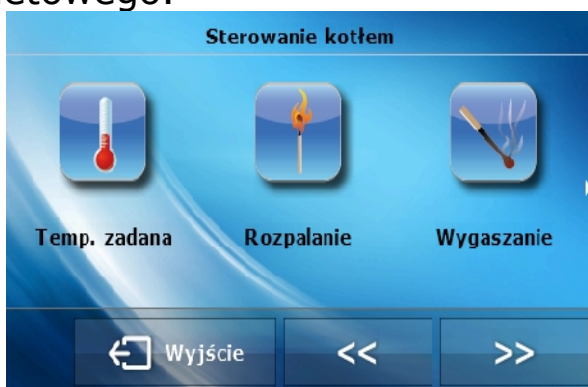 Sterowanie kotłem
Temp. zadana Rozpalanie Wygaszanie
Wyjście << >>